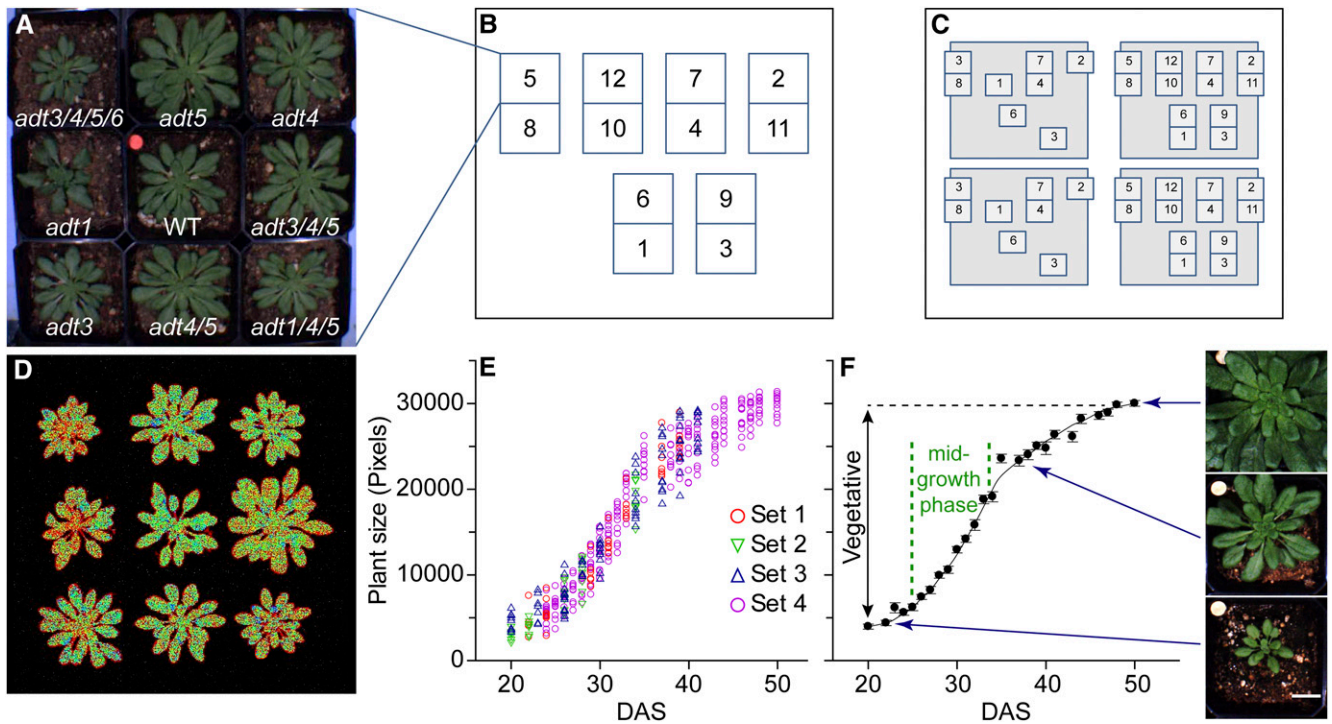 A
adt3/4/5/6
adt5
adt4
adt1
WT
adt3/4/5
adt3
adt4/5
adt1/4/5
B
5 12 7 2
8 10 4 11
6 9
1 3
C
3 7 2
8 1 4
6
3
5 12 7 2
8 10 4 11
6 9
1 3
3 7 2
8 1 4
6
3
5 12 7 2
8 10 4 11
6 9
1 3
D
E
Plant size (Pixels)
30000
20000
10000
0
20 30 40 50
DAS
Set 1
Set 2
Set 3
Set 4
F
Vegetative
mid-
growth
phase
20 30 40 50
DAS